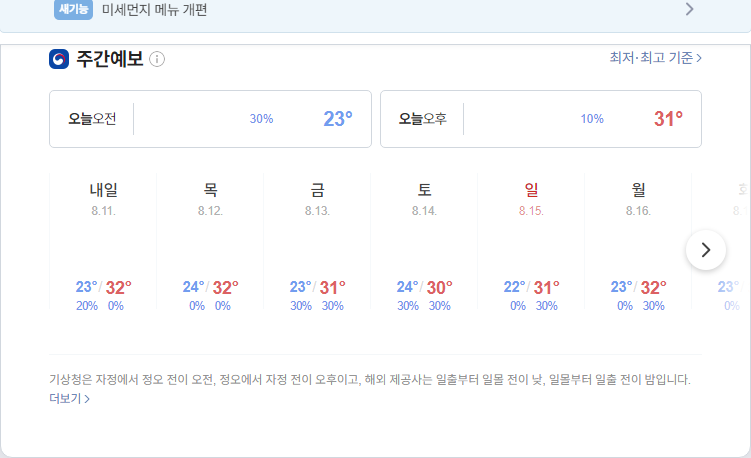 새기능 미세먼지 메뉴 개편
주간예보 최저·최고 기준
오늘오전 30% 23° 오늘오후 10% 31°
내일 목 금 토 일 월
8.11. 8.12. 8.13. 8.14. 8.15. 8.16. 8.
23°/32° 24°/32° 23°/31° 24°/30° 22°/31° 23°/32° 23°
20% 0% 0% 0% 30% 30% 30% 30% 0% 30% 0% 30% 0%
기상청은 자정에서 정오 전이 오전, 정오에서 자정 전이 오후이고, 해외 제공사는 일출부터 일몰 전이 낮, 일몰부터 일출 전이 밤입니다.
더보기